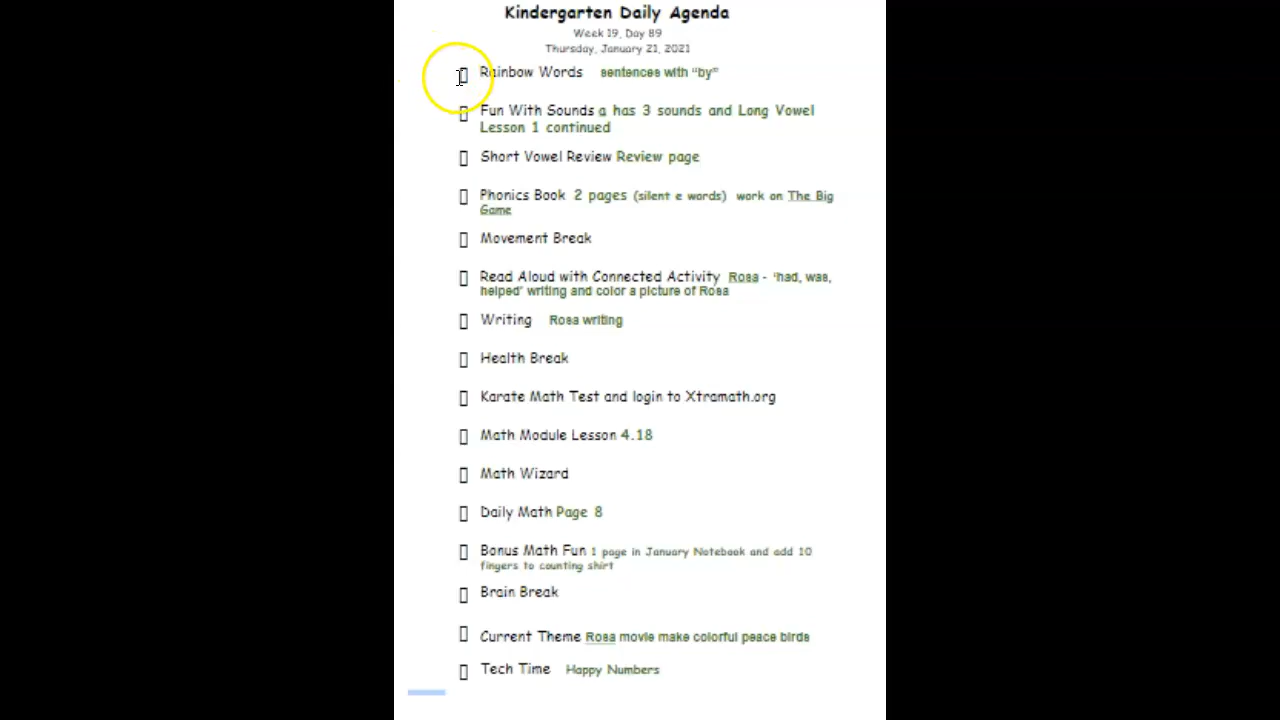 Kindergarten Daily Agenda
Week 19, Day 89
Thursday, January 21, 2021
Rainbow Words sentences with "by"
Fun With Sounds a has 3 sounds and Long Vowel
Lesson 1 continued
Short Vowel Review Review page
Phonics Book 2 pages (silent e words) work on The Big
Game
Movement Break
Read Aloud with Connected Activity Rosa - 'had, was,
helped' writing and color a picture of Rosa
Writing Rosa writing
Health Break
Karate Math Test and login to Xtramath.org
Math Module Lesson 4.18
Math Wizard
Daily Math Page 8
Bonus Math Fun 1 page in January Notebook and add 10
fingers to counting shirt
Brain Break
Current Theme Rosa movie make colorful peace birds
Tech Time Happy Numbers